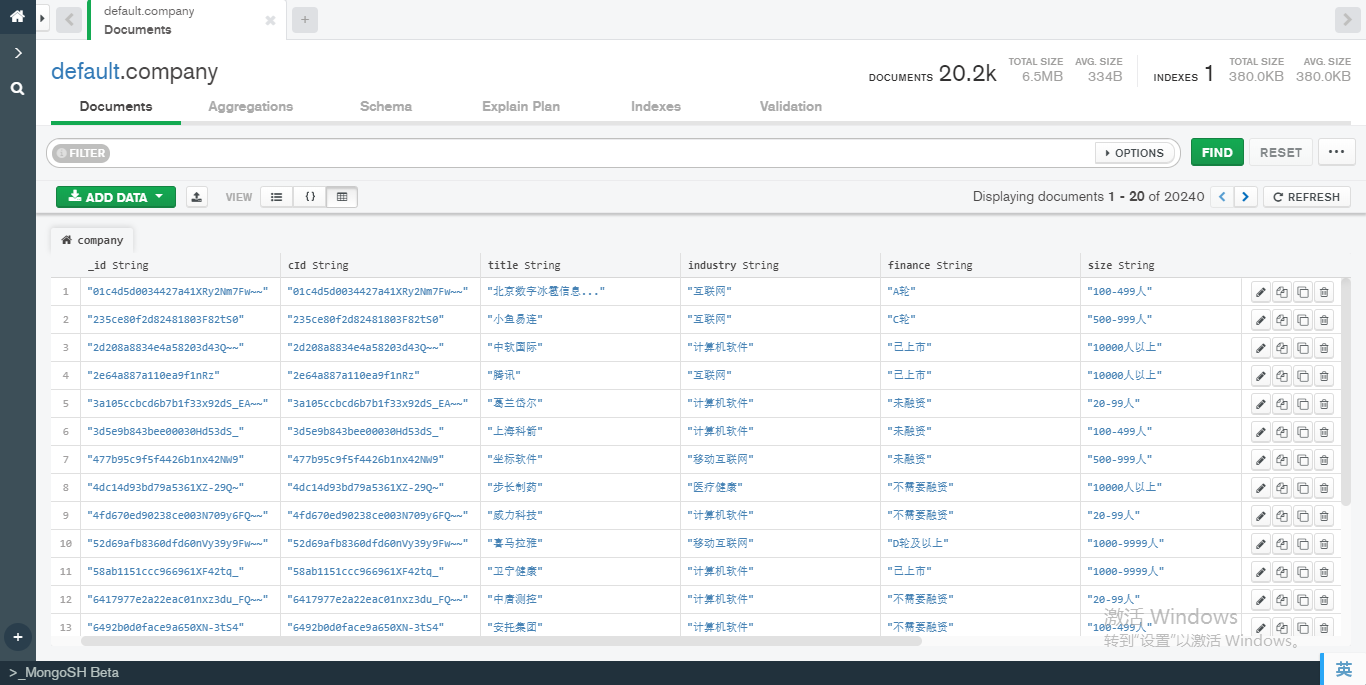 default.company
Documents
default.company
DOCUMENTS 20.2k TOTAL SIZE 6.5MB AVG. SIZE 334B INDEXES 1 TOTAL SIZE 380.0KB AVG. SIZE 380.0KB
Documents Aggregations Schema Explain Plan Indexes Validation
FILTER OPTIONS FIND RESET ...
ADD DATA VIEW {} Displaying documents 1 - 20 of 20240 < > REFRESH
company
_id String cId String title String industry String finance String size String
1 "01c4d5d0034427a41XRy2Nm7Fw~~" "01c4d5d0034427a41XRy2Nm7Fw~~" "北京数字冰雹信息..." "互联网" "A轮" "100-499人"
2 "235ce80f2d82481803F82tS0" "235ce80f2d82481803F82tS0" "小鱼易连" "互联网" "C轮" "500-999人"
3 "2d208a8834e4a58203d43Q~~" "2d208a8834e4a58203d43Q~~" "中软国际" "计算机软件" "已上市" "10000人以上"
4 "2e64a887a110ea9f1nRz" "2e64a887a110ea9f1nRz" "腾讯" "互联网" "已上市" "10000人以上"
5 "3a105ccbcd6b7b1f33x92dS_EA~~" "3a105ccbcd6b7b1f33x92dS_EA~~" "葛兰岱尔" "计算机软件" "未融资" "20-99人"
6 "3d5e9b843bee00030Hd53dS_" "3d5e9b843bee00030Hd53dS_" "上海科箭" "计算机软件" "未融资" "100-499人"
7 "477b95c9f5f4426b1nx42NW9" "477b95c9f5f4426b1nx42NW9" "坐标软件" "移动互联网" "未融资" "500-999人"
8 "4dc14d93bd79a5361XZ-29Q~" "4dc14d93bd79a5361XZ-29Q~" "步长制药" "医疗健康" "不需要融资" "10000人以上"
9 "4fd670ed90238ce003N709y6FQ~~" "4fd670ed90238ce003N709y6FQ~~" "威力科技" "计算机软件" "不需要融资" "20-99人"
10 "52d69afb8360dfd60nVy39y9Fw~~" "52d69afb8360dfd60nVy39y9Fw~~" "喜马拉雅" "移动互联网" "D轮及以上" "1000-9999人"
11 "58ab1151ccc966961XF42tq_" "58ab1151ccc966961XF42tq_" "卫宁健康" "计算机软件" "已上市" "1000-9999人"
12 "6417977e2a22eac01nxz3du_FQ~~" "6417977e2a22eac01nxz3du_FQ~~" "中唐测控" "计算机软件" "不需要融资" "20-99人"
13 "6492b0d0face9a650XN-3tS4" "6492b0d0face9a650XN-3tS4" "安托集团" "计算机软件" "不需要融资" "100-499人"
激活 Windows
转到"设置"以激活 Windows。
>_MongoSH Beta
英